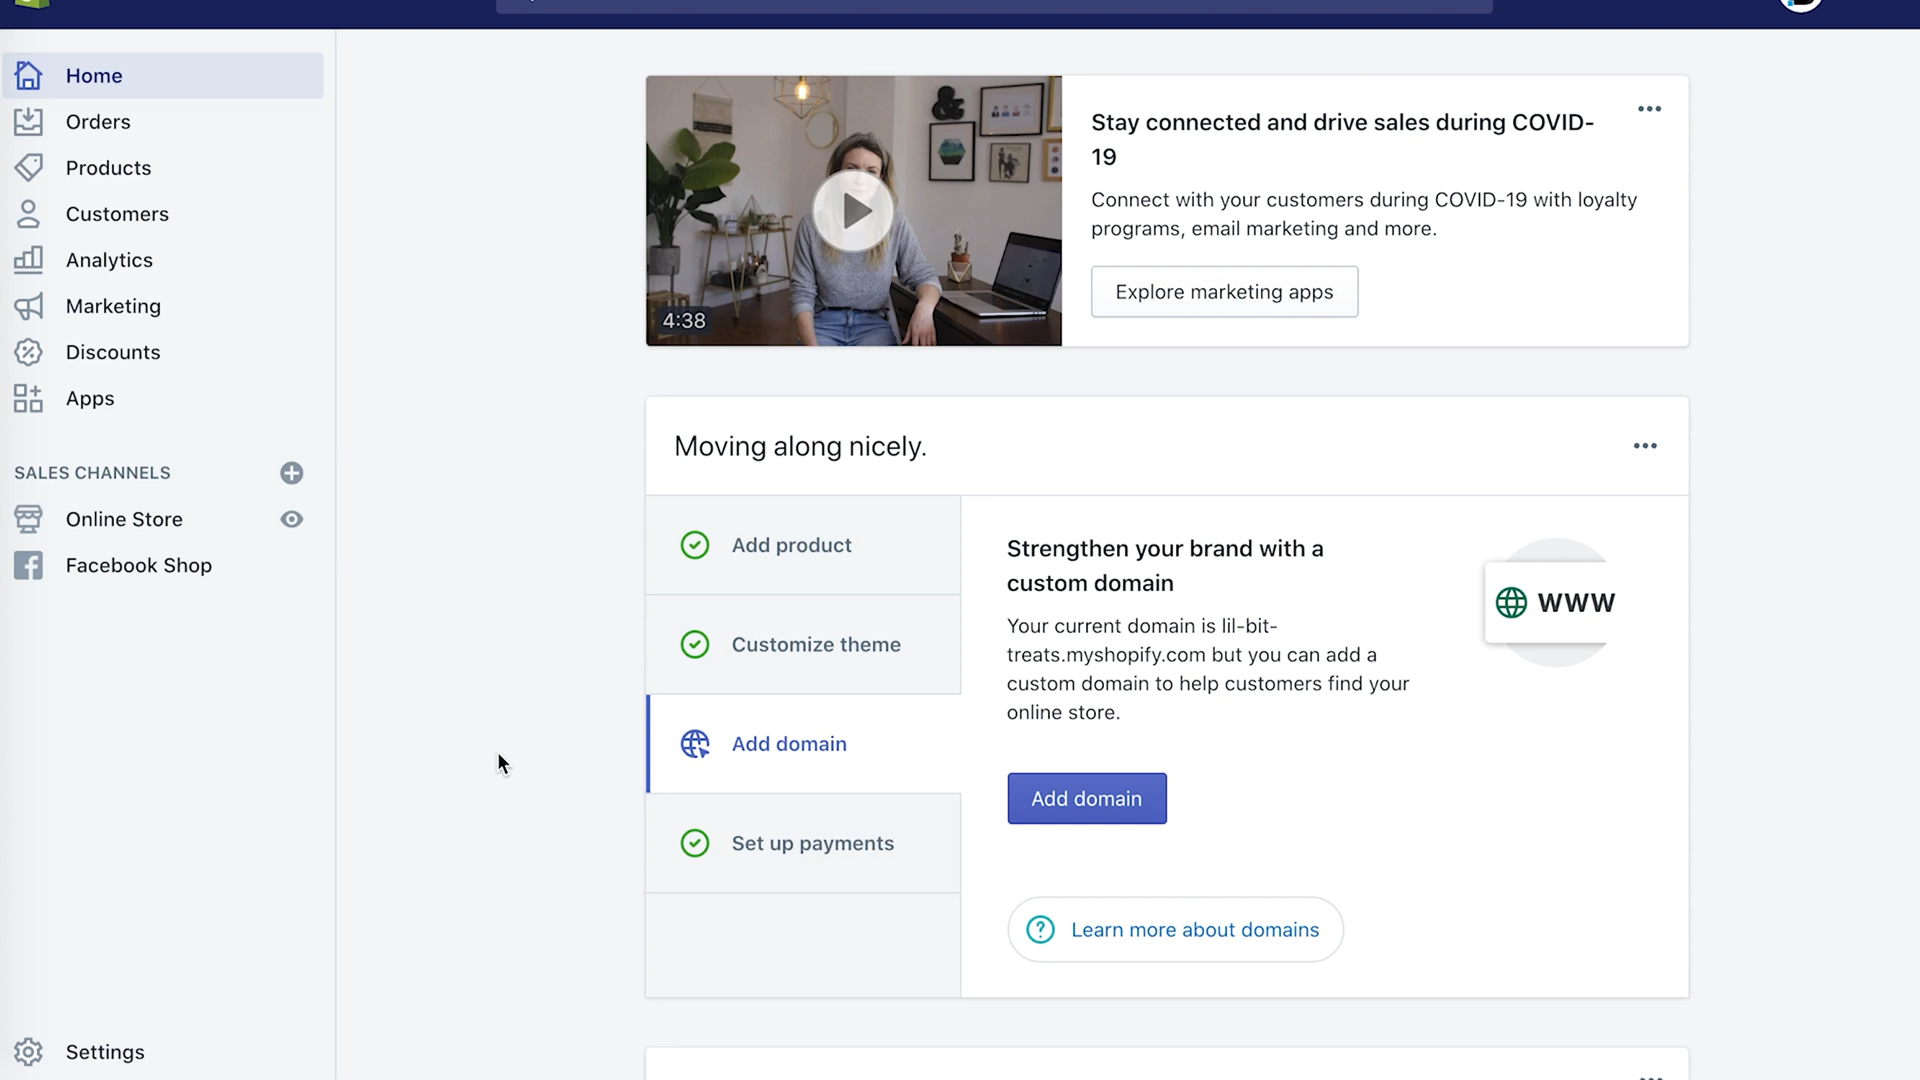 Home
Orders
Products
Customers
Analytics
Marketing
Discounts
Apps
SALES CHANNELS
Online Store
Facebook Shop
Settings
4:38
Stay connected and drive sales during COVID-
19
Connect with your customers during COVID-19 with loyalty
programs, email marketing and more.
Explore marketing apps
Moving along nicely.
Add product
Customize theme
Add domain
Set up payments
Strengthen your brand with a
custom domain
Your current domain is lil-bit-
treats.myshopify.com but you can add a
custom domain to help customers find your
online store.
WWW
Add domain
Learn more about domains